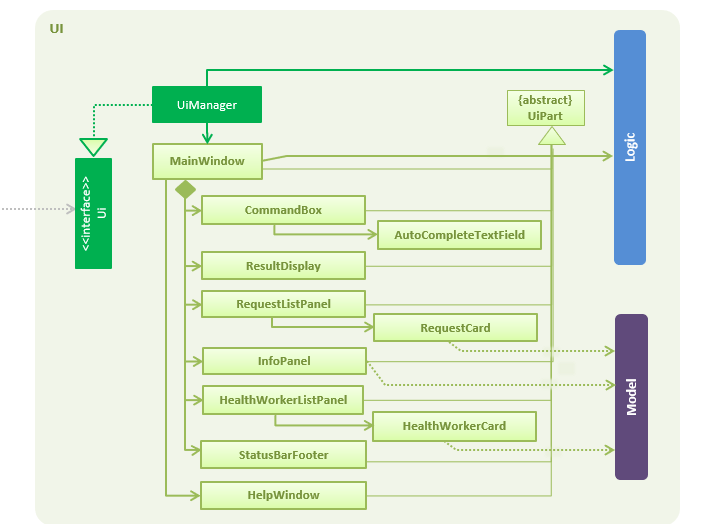 UI
{abstract}
UiPart
UiManager
Logic
MainWindow
<<interface>>
Ui
CommandBox
AutoCompleteTextField
ResultDisplay
RequestListPanel
RequestCard
InfoPanel
Model
HealthWorkerListPanel
HealthWorkerCard
StatusBarFooter
HelpWindow